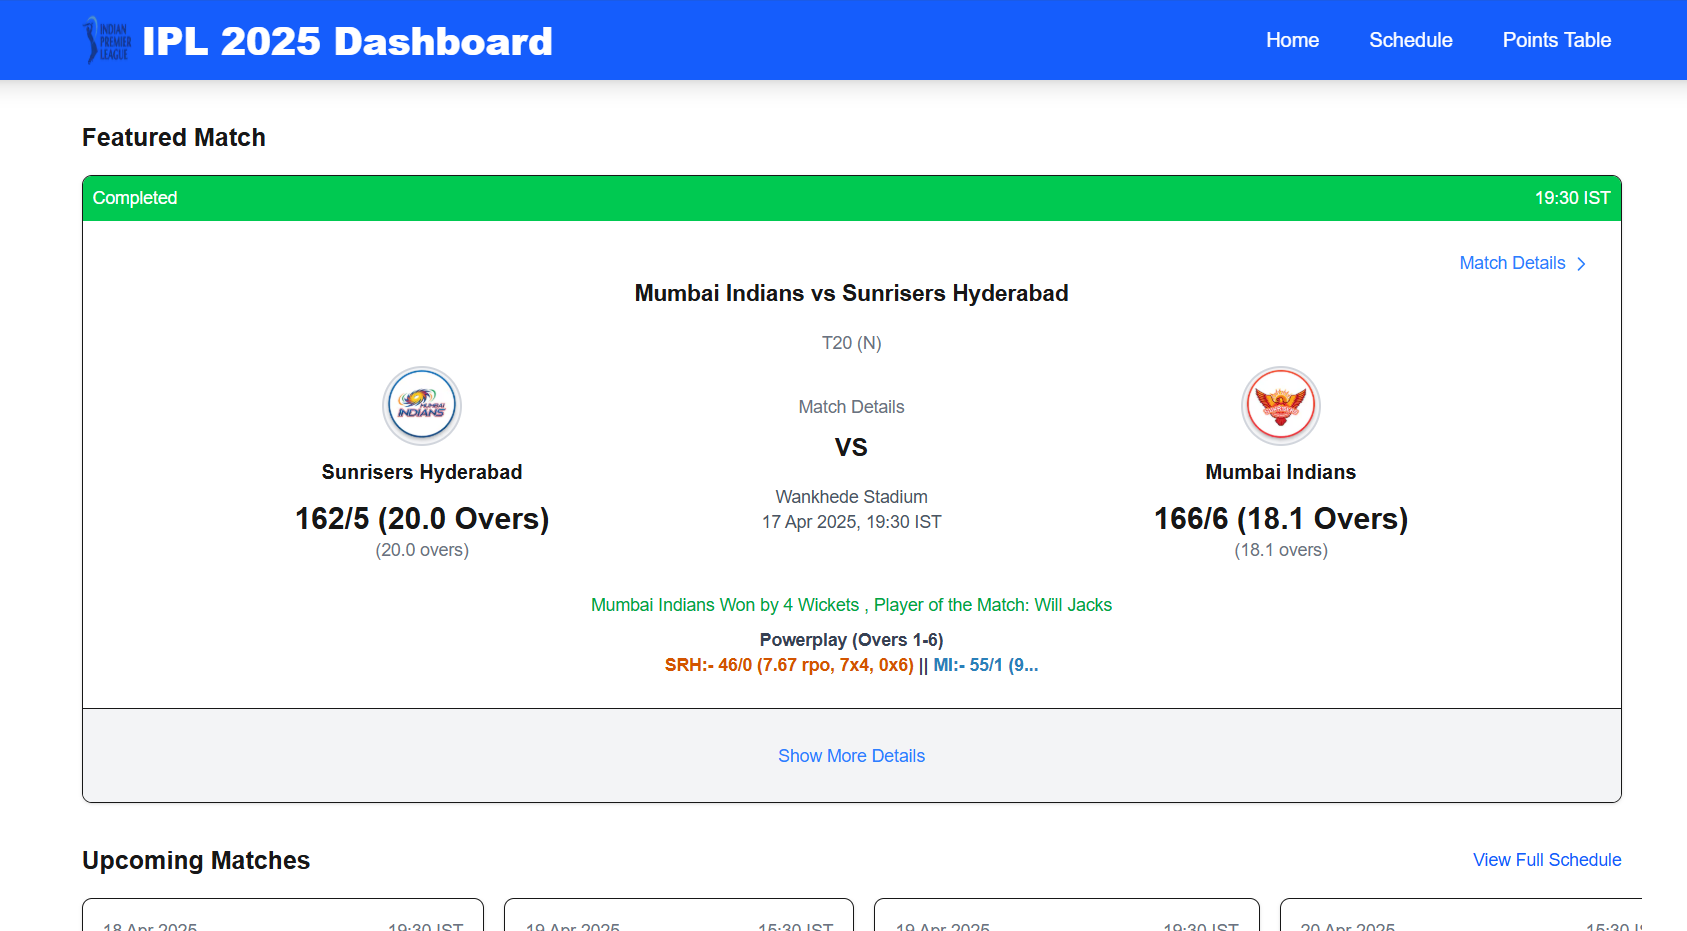 INDIAN
PREMIER
LEAGUE
IPL 2025 Dashboard
Home
Schedule
Points Table
Featured Match
Completed
19:30 IST
Match Details
Mumbai Indians vs Sunrisers Hyderabad
T20 (N)
MUMBAI
INDIANS
Sunrisers Hyderabad
162/5 (20.0 Overs)
(20.0 overs)
Match Details
VS
Wankhede Stadium
17 Apr 2025, 19:30 IST
Mumbai Indians
166/6 (18.1 Overs)
(18.1 overs)
Mumbai Indians Won by 4 Wickets , Player of the Match: Will Jacks
Powerplay (Overs 1-6)
SRH:- 46/0 (7.67 rpo, 7x4, 0x6) || MI:- 55/1 (9...
Show More Details
Upcoming Matches
View Full Schedule
18 Apr 2025
19:30 IST
19 Apr 2025
15:30 IST
19 Apr 2025
19:30 IST
20 Apr 2025
15:30